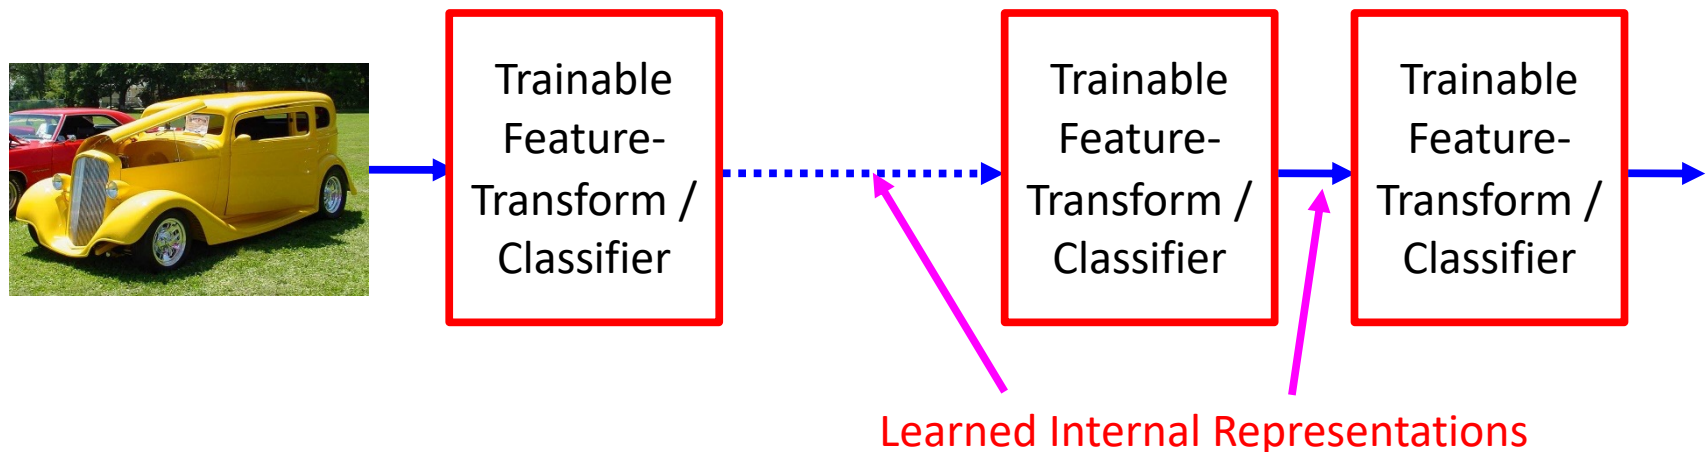 Trainable
Feature-
Transform /
Classifier
Trainable
Feature-
Transform /
Classifier
Trainable
Feature-
Transform /
Classifier
Learned Internal Representations